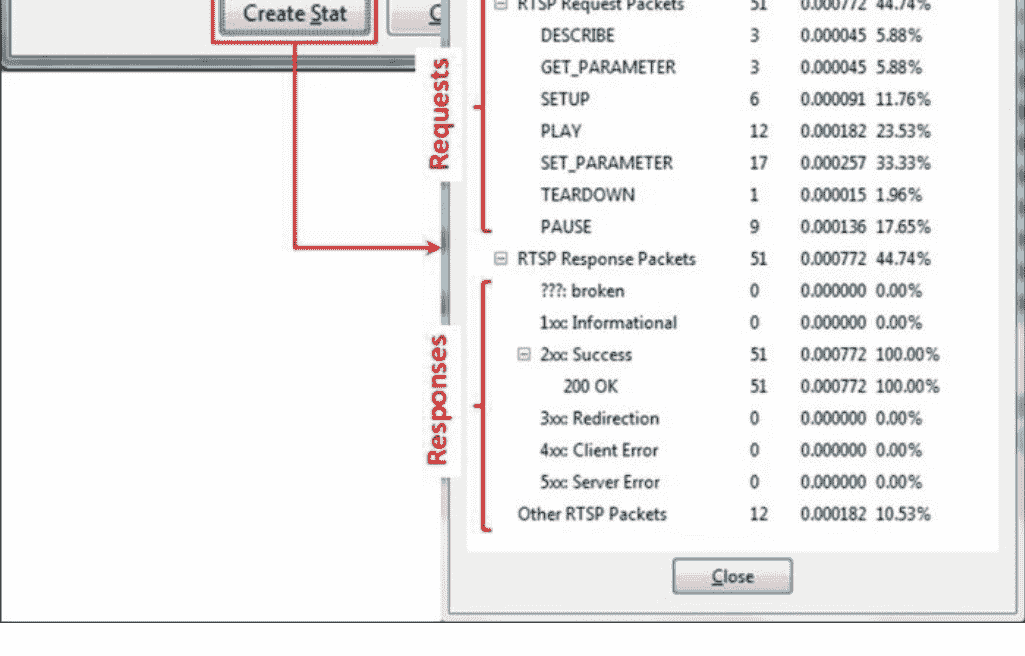 Create Stat
C
RTSP Request Packets 51 0.000772 44.74%
DESCRIBE 3 0.000045 5.88%
GET_PARAMETER 3 0.000045 5.88%
SETUP 6 0.000091 11.76%
PLAY 12 0.000182 23.53%
SET_PARAMETER 17 0.000257 33.33%
TEARDOWN 1 0.000015 1.96%
PAUSE 9 0.000136 17.65%
Requests
RTSP Response Packets 51 0.000772 44.74%
???: broken 0 0.000000 0.00%
1xx: Informational 0 0.000000 0.00%
2xx: Success 51 0.000772 100.00%
200 OK 51 0.000772 100.00%
3xx: Redirection 0 0.000000 0.00%
4xx: Client Error 0 0.000000 0.00%
5xx: Server Error 0 0.000000 0.00%
Other RTSP Packets 12 0.000182 10.53%
Responses
Close